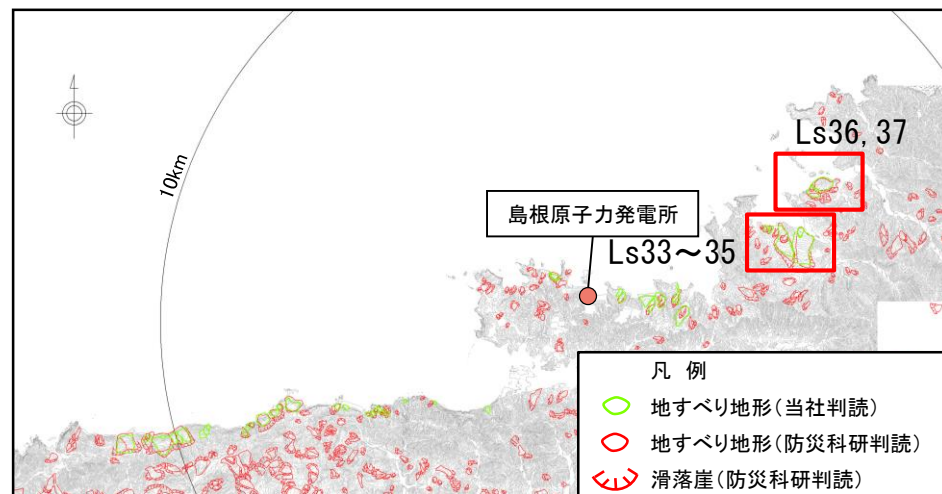 Ls36, 37
10km
島根原子力発電所
Ls33～35
凡 例
地すべり地形(当社判読)
地すべり地形(防災科研判読)
滑落崖(防災科研判読)